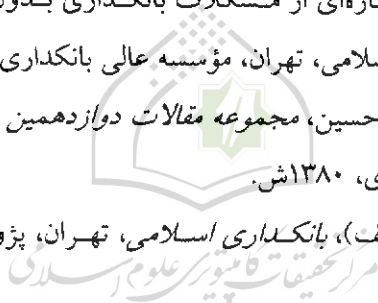 پاره‌ای از مشکلات بانکداری بدون
سلامی، تهران، مؤسسه عالی بانکداری
حسین، مجموعه مقالات دوازدهمین
ی، ۱۳۸۰ش.
ف)، بانکداری اسلامی، تهران، پژو
مرکز تحقیقات کامپیوتری علوم اسلامی